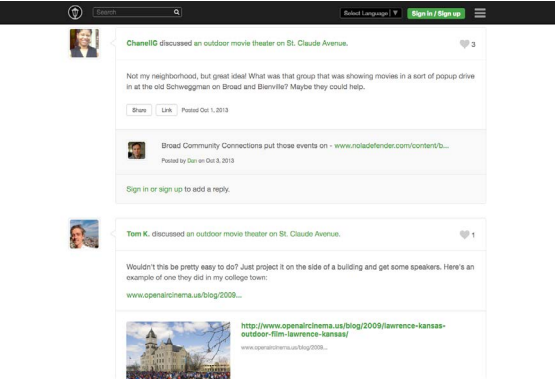 Search
Select Language | ▼
Sign in / Sign up
ChanellG discussed an outdoor movie theater on St. Claude Avenue.
3
Not my neighborhood, but great idea! What was that group that was showing movies in a sort of popup drive
in at the old Schweggman on Broad and Bienville? Maybe they could help.
Share
Link
Posted Oct 1, 2013
Broad Community Connections put those events on - www.noladefender.com/content/b...
Posted by Dan on Oct 3, 2013
Sign in or sign up to add a reply.
Tom K. discussed an outdoor movie theater on St. Claude Avenue.
1
Wouldn't this be pretty easy to do? Just project it on the side of a building and get some speakers. Here's an
example of one they did in my college town:
www.openaircinema.us/blog/2009...
http://www.openaircinema.us/blog/2009/lawrence-kansas-
outdoor-film-lawrence-kansas/
www.openaircinema.us/blog/2009...